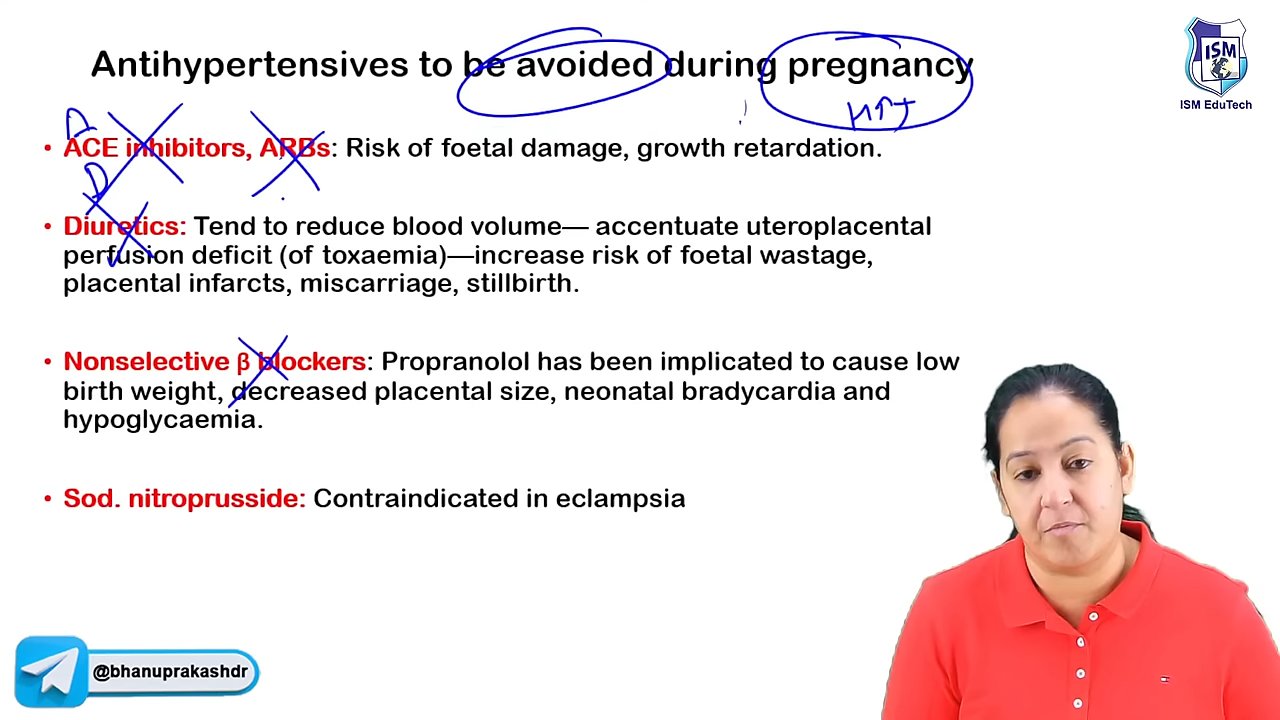 Antihypertensives to be avoided during pregnancy
ISM
ISM EduTech
• ACE inhibitors, ARBs: Risk of foetal damage, growth retardation.
• Diuretics: Tend to reduce blood volume— accentuate uteroplacental
perfusion deficit (of toxaemia)—increase risk of foetal wastage,
placental infarcts, miscarriage, stillbirth.
• Nonselective β blockers: Propranolol has been implicated to cause low
birth weight, decreased placental size, neonatal bradycardia and
hypoglycaemia.
• Sod. nitroprusside: Contraindicated in eclampsia
@bhanuprakashdr